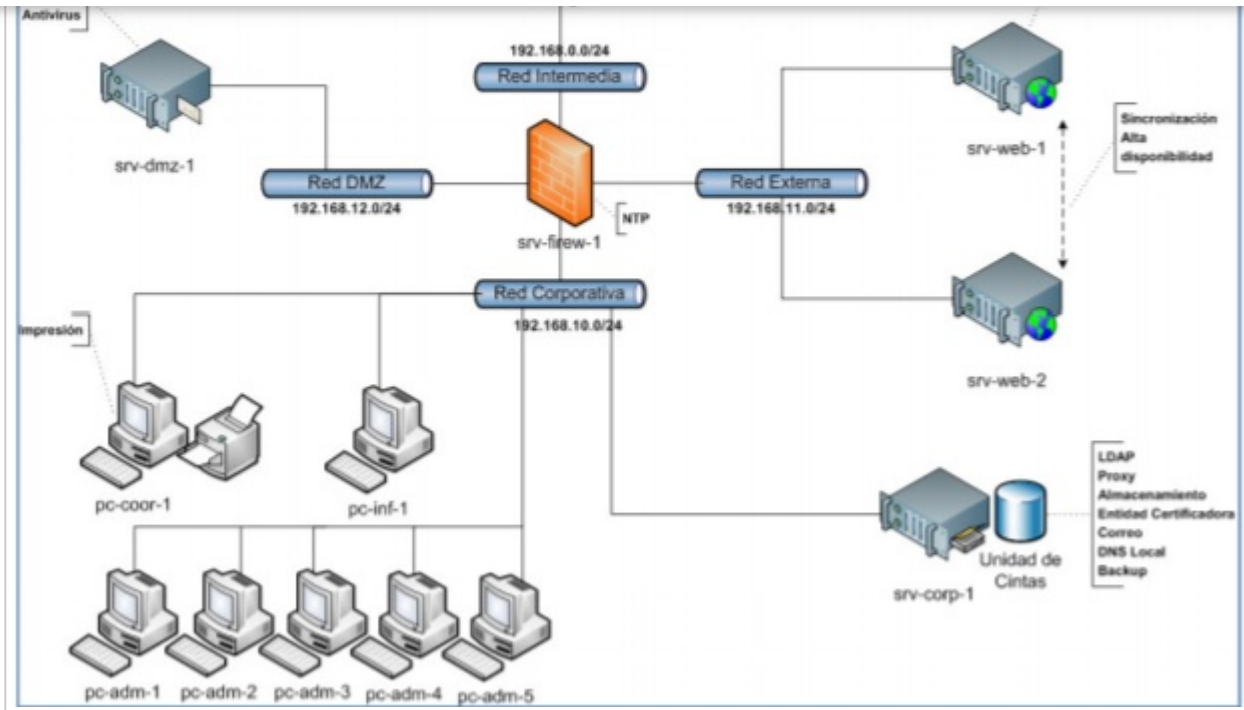 Antivirus
192.168.0.0/24
Red Intermedia
srv-dmz-1
srv-web-1
Sincronización
Alta
disponibilidad
Red DMZ
192.168.12.0/24
Red Externa
192.168.11.0/24
NTP
srv-firew-1
Red Corporativa
192.168.10.0/24
Impresión
srv-web-2
pc-coor-1
pc-inf-1
LDAP
Proxy
Almacenamiento
Entidad Certificadora
Correo
DNS Local
Backup
Unidad de
Cintas
srv-corp-1
pc-adm-1
pc-adm-2
pc-adm-3
pc-adm-4
pc-adm-5